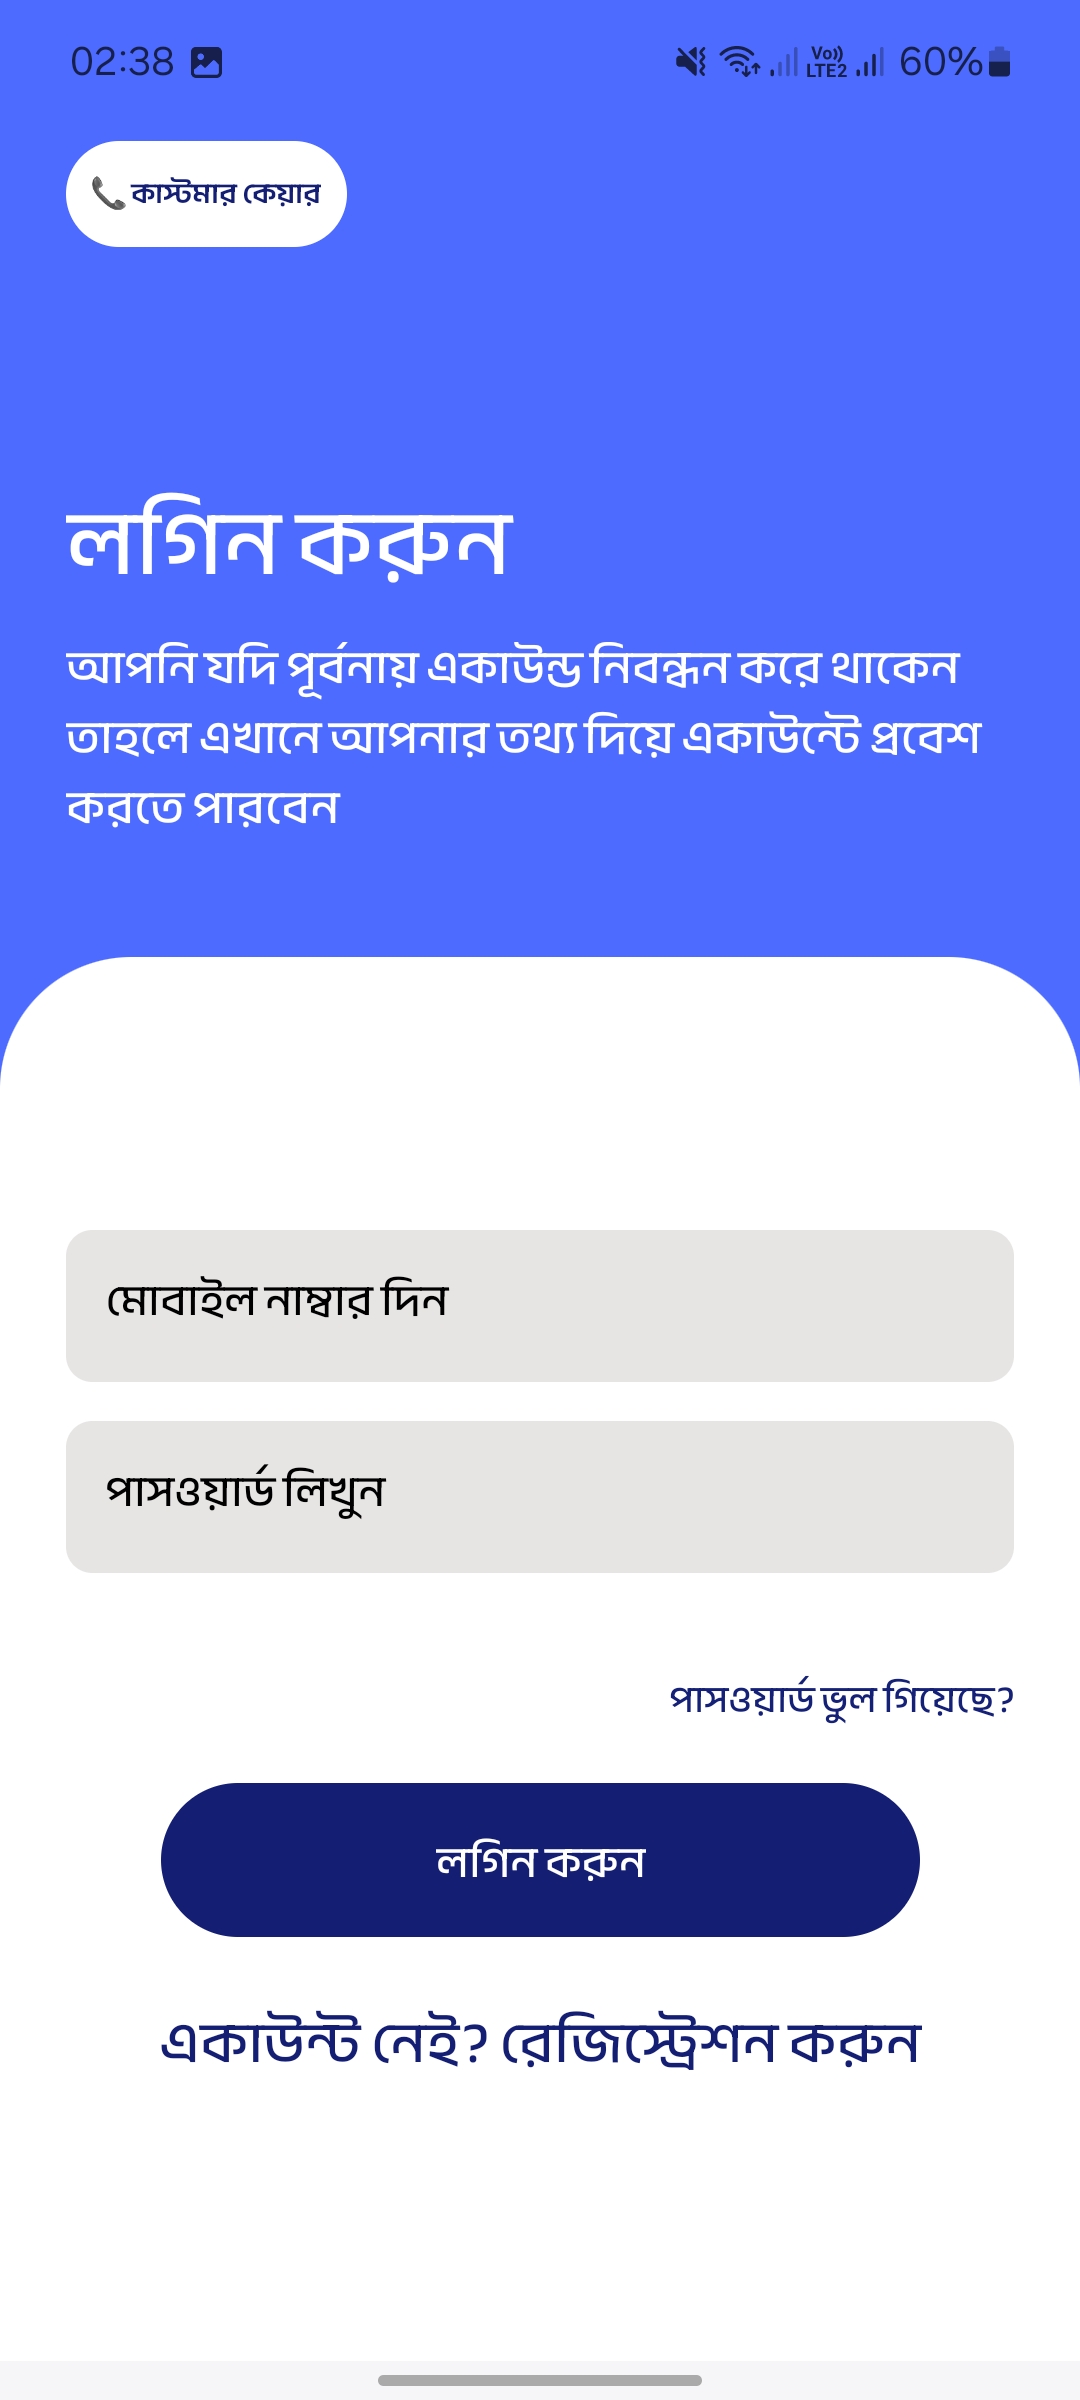 02:38
Vo)) LTE2 60%
কাস্টমার কেয়ার
লগিন করুন
আপনি যদি পূর্বনায় একাউন্ড নিবন্ধন করে থাকেন
তাহলে এখানে আপনার তথ্য দিয়ে একাউন্টে প্রবেশ
করতে পারবেন
মোবাইল নাম্বার দিন
পাসওয়ার্ড লিখুন
পাসওয়ার্ড ভুল গিয়েছে?
লগিন করুন
একাউন্ট নেই? রেজিস্ট্রেশন করুন